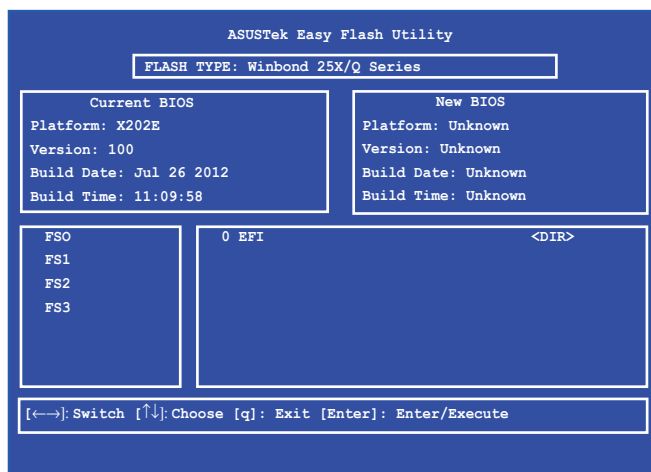 ASUSTek Easy Flash Utility
FLASH TYPE: Winbond 25X/Q Series
Current BIOS
Platform: X202E
Version: 100
Build Date: Jul 26 2012
Build Time: 11:09:58
New BIOS
Platform: Unknown
Version: Unknown
Build Date: Unknown
Build Time: Unknown
FSO
FS1
FS2
FS3
0 EFI <DIR>
[←→]: Switch [↑↓]: Choose [q]: Exit [Enter]: Enter/Execute